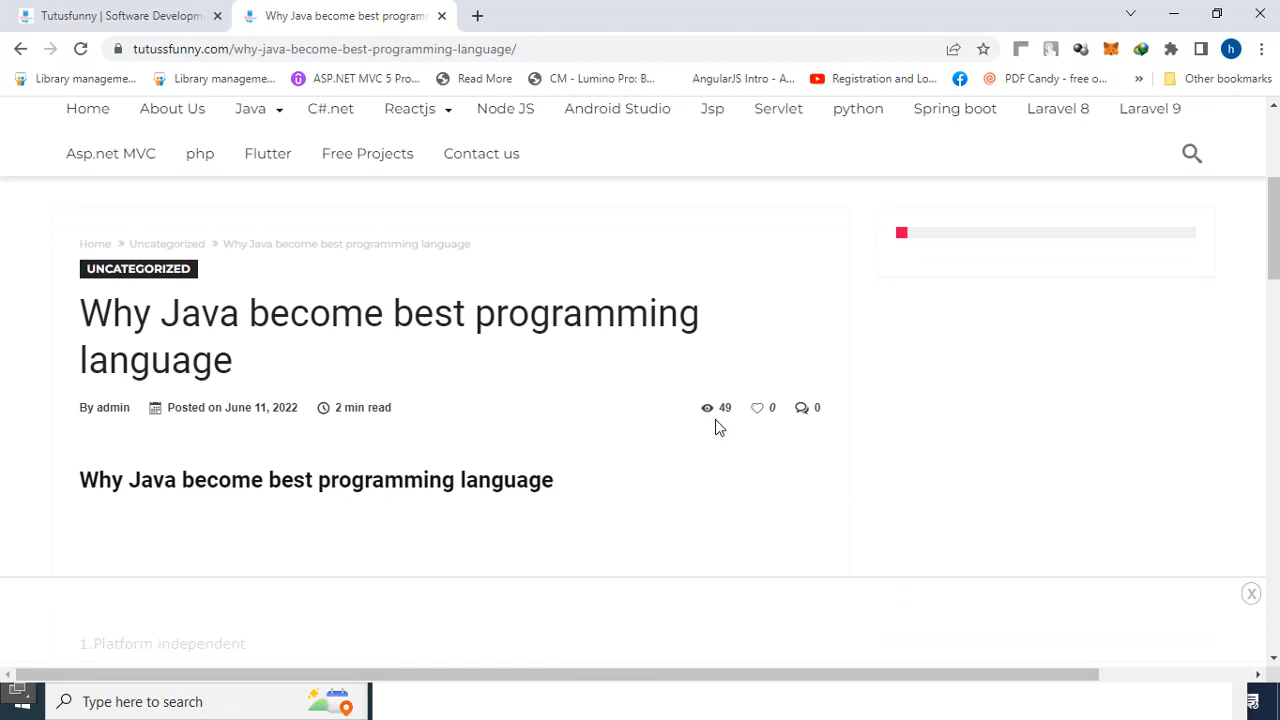 Tutusfunny | Software Developm
Why Java become best program
tutussfunny.com/why-java-become-best-programming-language/
h
Library manageme...
Library manageme...
ASP.NET MVC 5 Pro...
Read More
CM - Lumino Pro: B...
AngularJS Intro - A...
Registration and Lo...
PDF Candy - free o...
»
Other bookmarks
Home
About Us
Java
C#.net
Reactjs
Node JS
Android Studio
Jsp
Servlet
python
Spring boot
Laravel 8
Laravel 9
Asp.net MVC
php
Flutter
Free Projects
Contact us
Home » Uncategorized » Why Java become best programming language
UNCATEGORIZED
Why Java become best programming
language
By admin
Posted on June 11, 2022
2 min read
49
0
0
Why Java become best programming language
X
1.Platform independent
Type here to search